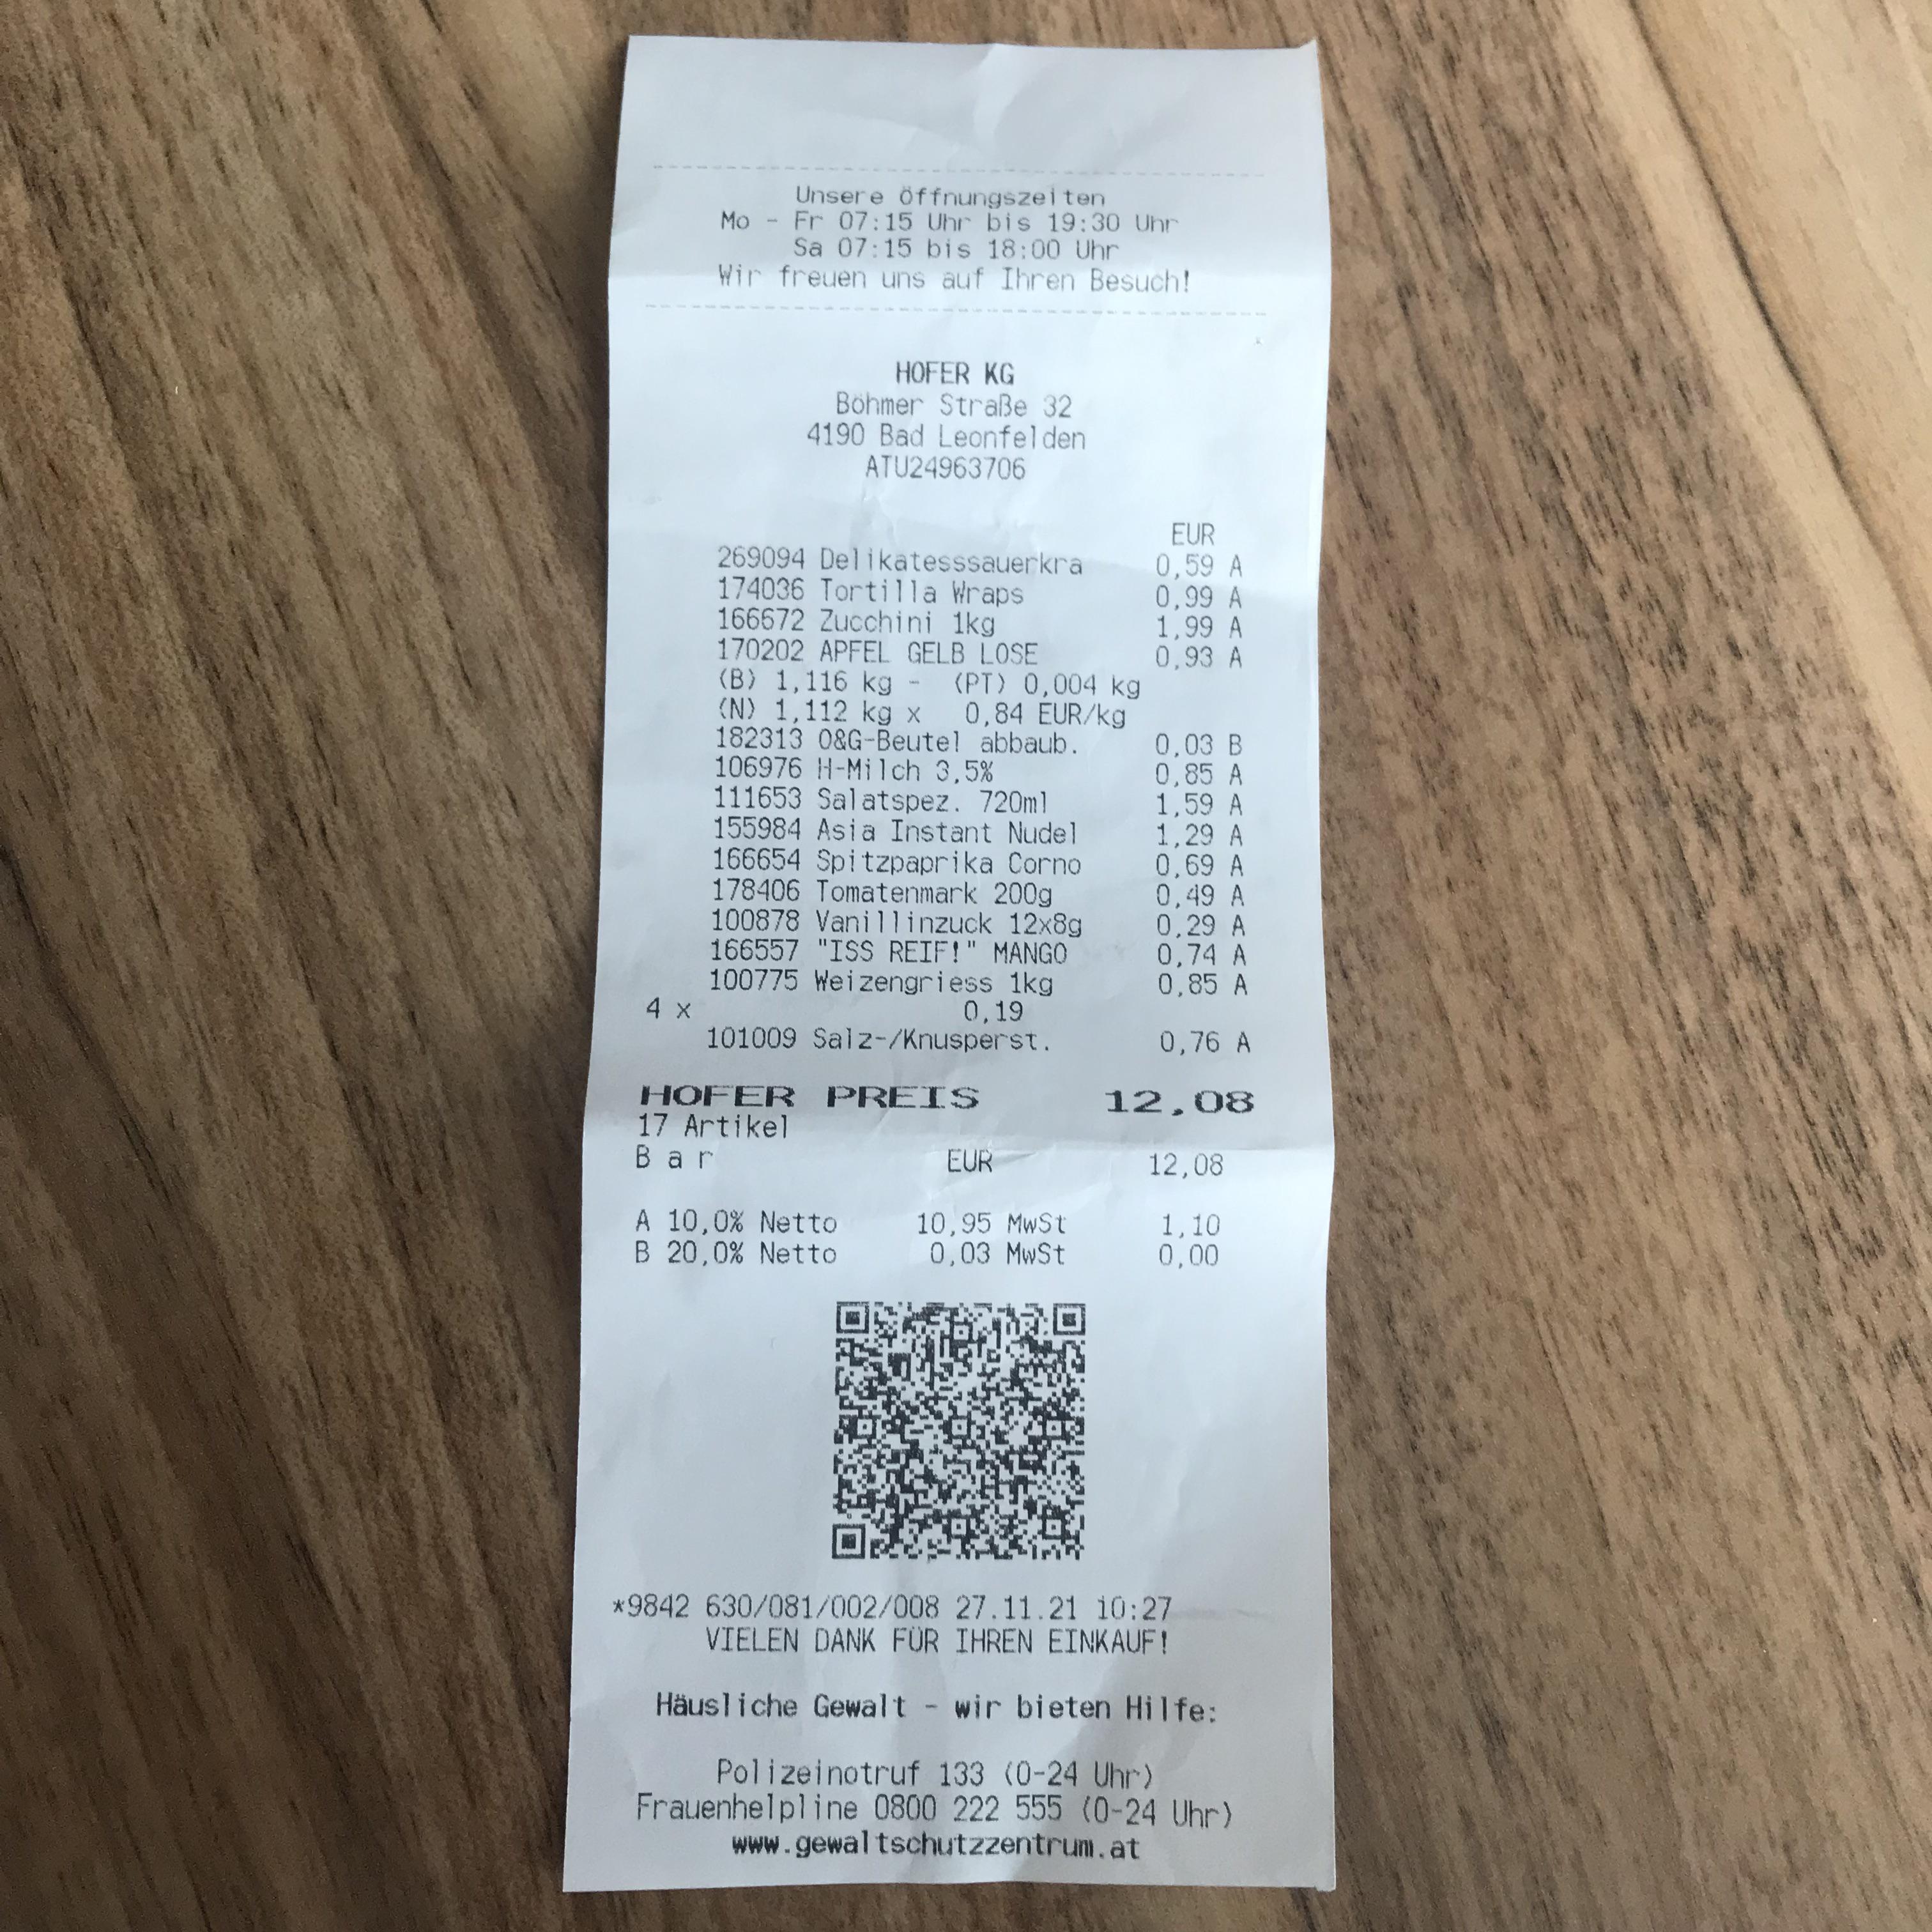 Unsere Öffnungszeiten
Mo - Fr 07:15 Uhr bis 19:30 Uhr
Sa 07:15 bis 18:00 Uhr
Wir freuen uns auf Ihren Besuch!
HOFER KG
Böhmer Straße 32
4190 Bad Leonfelden
ATU24963706
EUR
269094 Delikatesssauerkra 0,59 A
174036 Tortilla Wraps 0,99 A
166672 Zucchini 1kg 1,99 A
170202 APFEL GELB LOSE 0,93 A
(B) 1,116 kg - (PT) 0,004 kg
(N) 1,112 kg x 0,84 EUR/kg
182313 O&G-Beutel abbaub. 0,03 B
106976 H-Milch 3,5% 0,85 A
111653 Salatspez. 720ml 1,59 A
155984 Asia Instant Nudel 1,29 A
166654 Spitzpaprika Corno 0,69 A
178406 Tomatenmark 200g 0,49 A
100878 Vanillinzuck 12x8g 0,29 A
166557 "ISS REIF!" MANGO 0,74 A
100775 Weizengriess 1kg 0,85 A
4 x 0,19
101009 Salz-/Knusperst. 0,76 A
HOFER PREIS 12,08
17 Artikel
Bar EUR 12,08
A 10,0% Netto 10,95 MwSt 1,10
B 20,0% Netto 0,03 MwSt 0,00
*9842 630/081/002/008 27.11.21 10:27
VIELEN DANK FÜR IHREN EINKAUF!
Häusliche Gewalt - wir bieten Hilfe:
Polizeinotruf 133 (0-24 Uhr)
Frauenhelpline 0800 222 555 (0-24 Uhr)
www.gewaltschutzzentrum.at